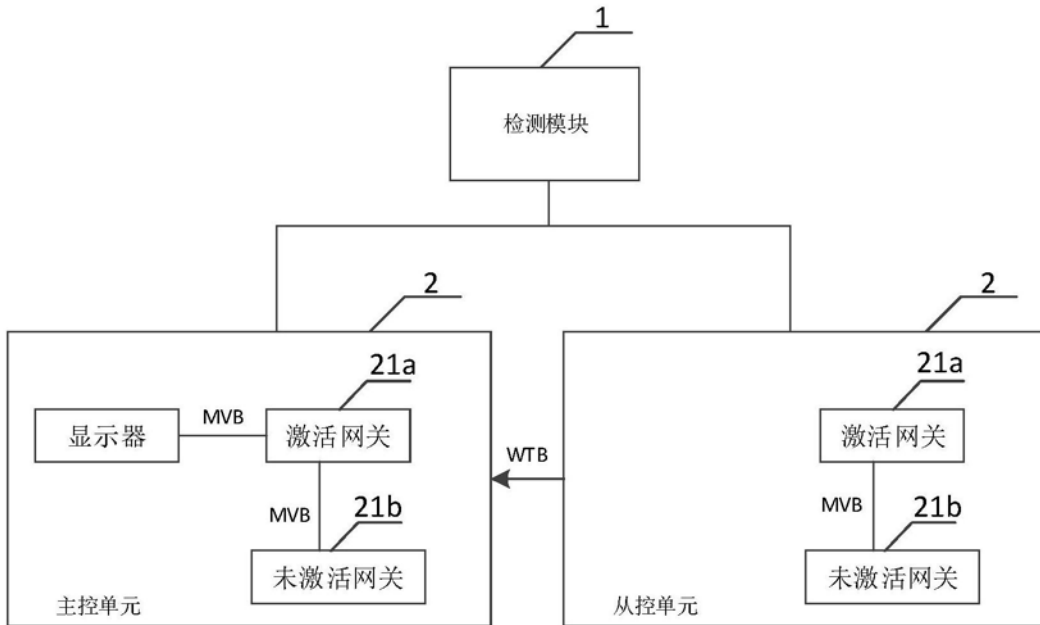 1
检测模块
2
2
21a
21a
显示器
MVB
激活网关
激活网关
WTB
MVB
21b
MVB
21b
未激活网关
未激活网关
主控单元
从控单元